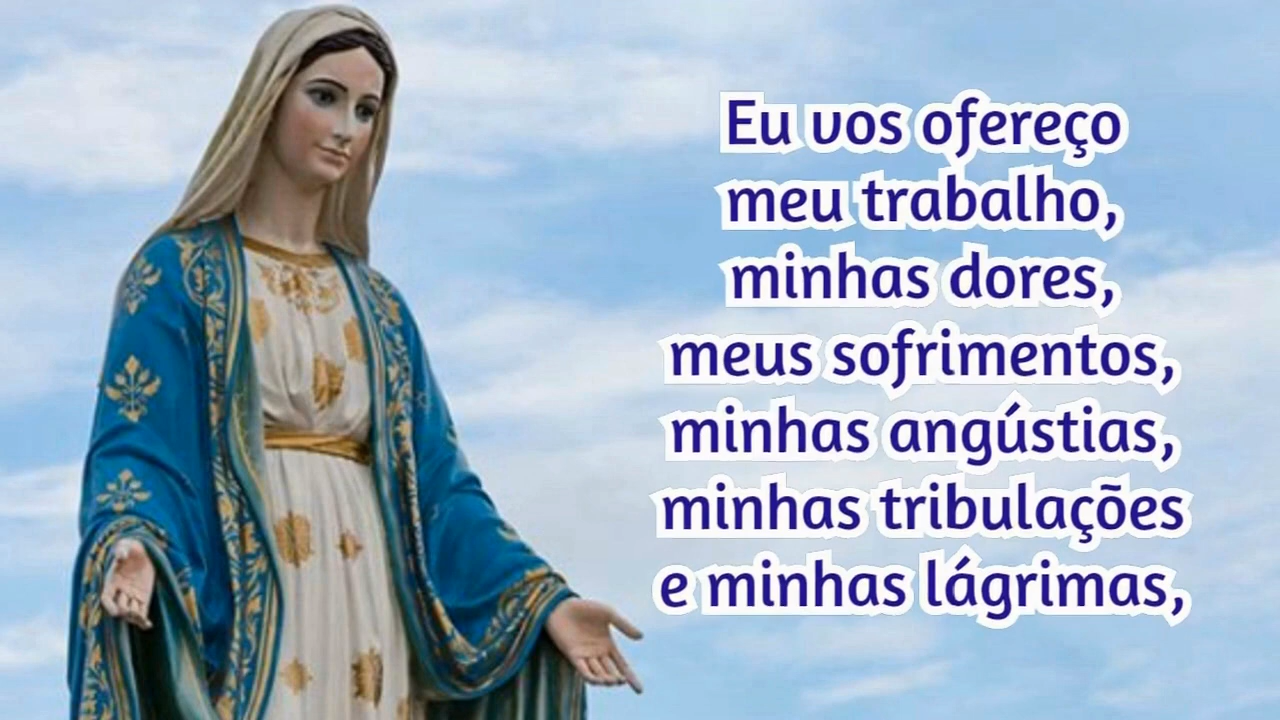 Eu vos ofereço
meu trabalho,
minhas dores,
meus sofrimentos,
minhas angústias,
minhas tribulações
e minhas lágrimas,